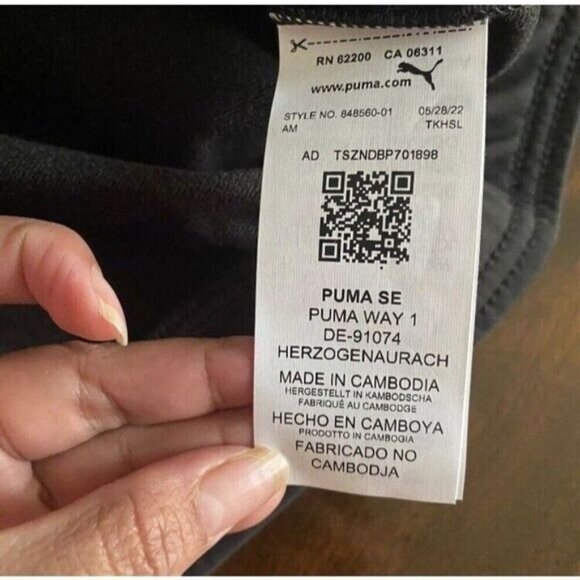 RN 62200 CA 06311
www.puma.com
STYLE NO. 848560-01 05/28/22
AM TKHSL
AD TSZNDBP701898
PUMA SE
PUMA WAY 1
DE-91074
HERZOGENAURACH
MADE IN CAMBODIA
HERGESTELLT IN KAMBODSCHA
FABRIQUÉ AU CAMBODGE
HECHO EN CAMBOYA
PRODOTTO IN CAMBOGIA
FABRICADO NO
CAMBODJA